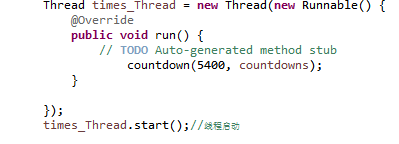 Thread times_Thread = new Thread(new Runnable() {
@Override
public void run() {
// TODO Auto-generated method stub
countdown(5400, countdowns);
}
});
times_Thread.start();//线程启动